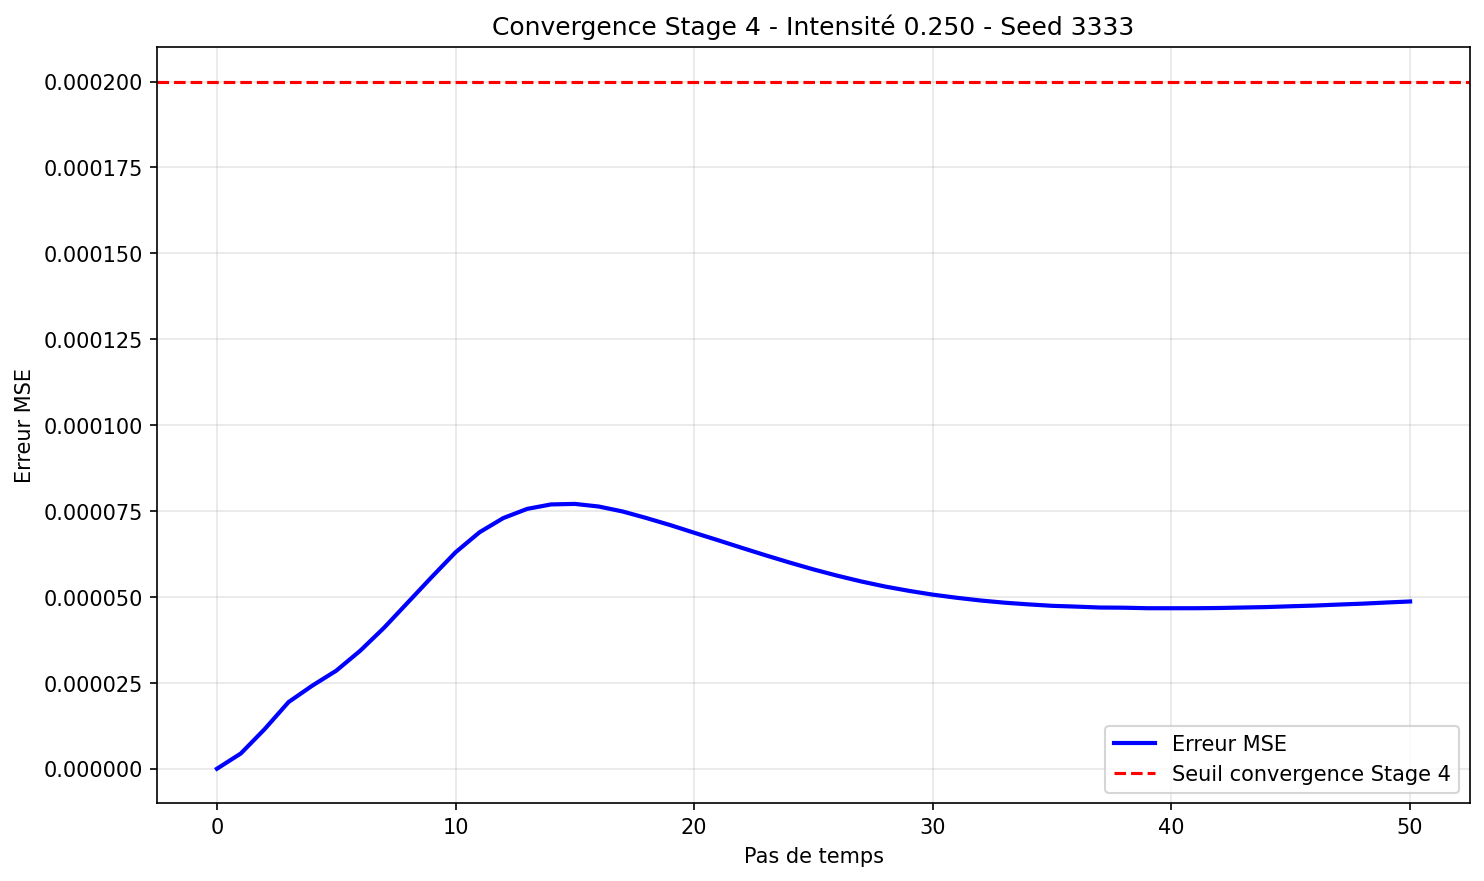 Convergence Stage 4 - Intensité 0.250 - Seed 3333
Erreur MSE
0.000200
0.000175
0.000150
0.000125
0.000100
0.000075
0.000050
0.000025
0.000000
Erreur MSE
Seuil convergence Stage 4
0 10 20 30 40 50
Pas de temps